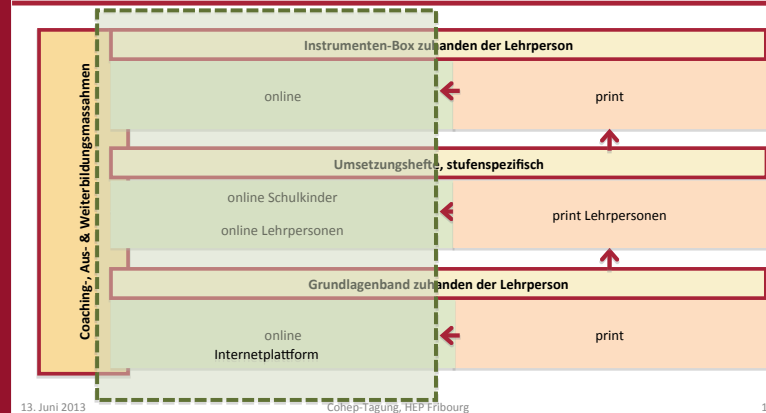 Coaching-, Aus- & Weiterbildungsmassahmen
Instrumenten-Box zuhanden der Lehrperson
online
print
Umsetzungshefte, stufenspezifisch
online Schulkinder
online Lehrpersonen
print Lehrpersonen
Grundlagenband zuhanden der Lehrperson
online
Internetplattform
print
13. Juni 2013
Cohep-Tagung, HEP Fribourg
1